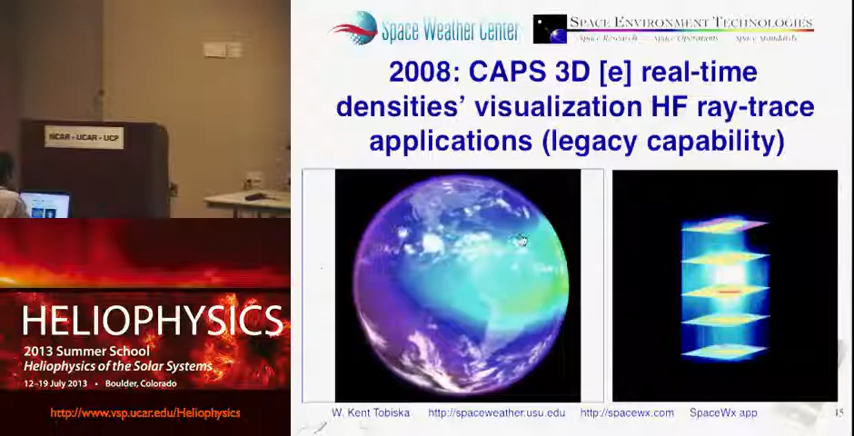 NCAR - UCAR - UCP
HELIOPHYSICS
2013 Summer School
Heliophysics of the Solar Systems
12–19 July 2013 • Boulder, Colorado
http://www.vsp.ucar.edu/Heliophysics
Space Weather Center
SPACE ENVIRONMENT TECHNOLOGIES
Space Research Space Operations Space Standards
2008: CAPS 3D [e] real-time
densities' visualization HF ray-trace
applications (legacy capability)
W. Kent Tobiska http://spaceweather.usu.edu http://spacewx.com SpaceWx app